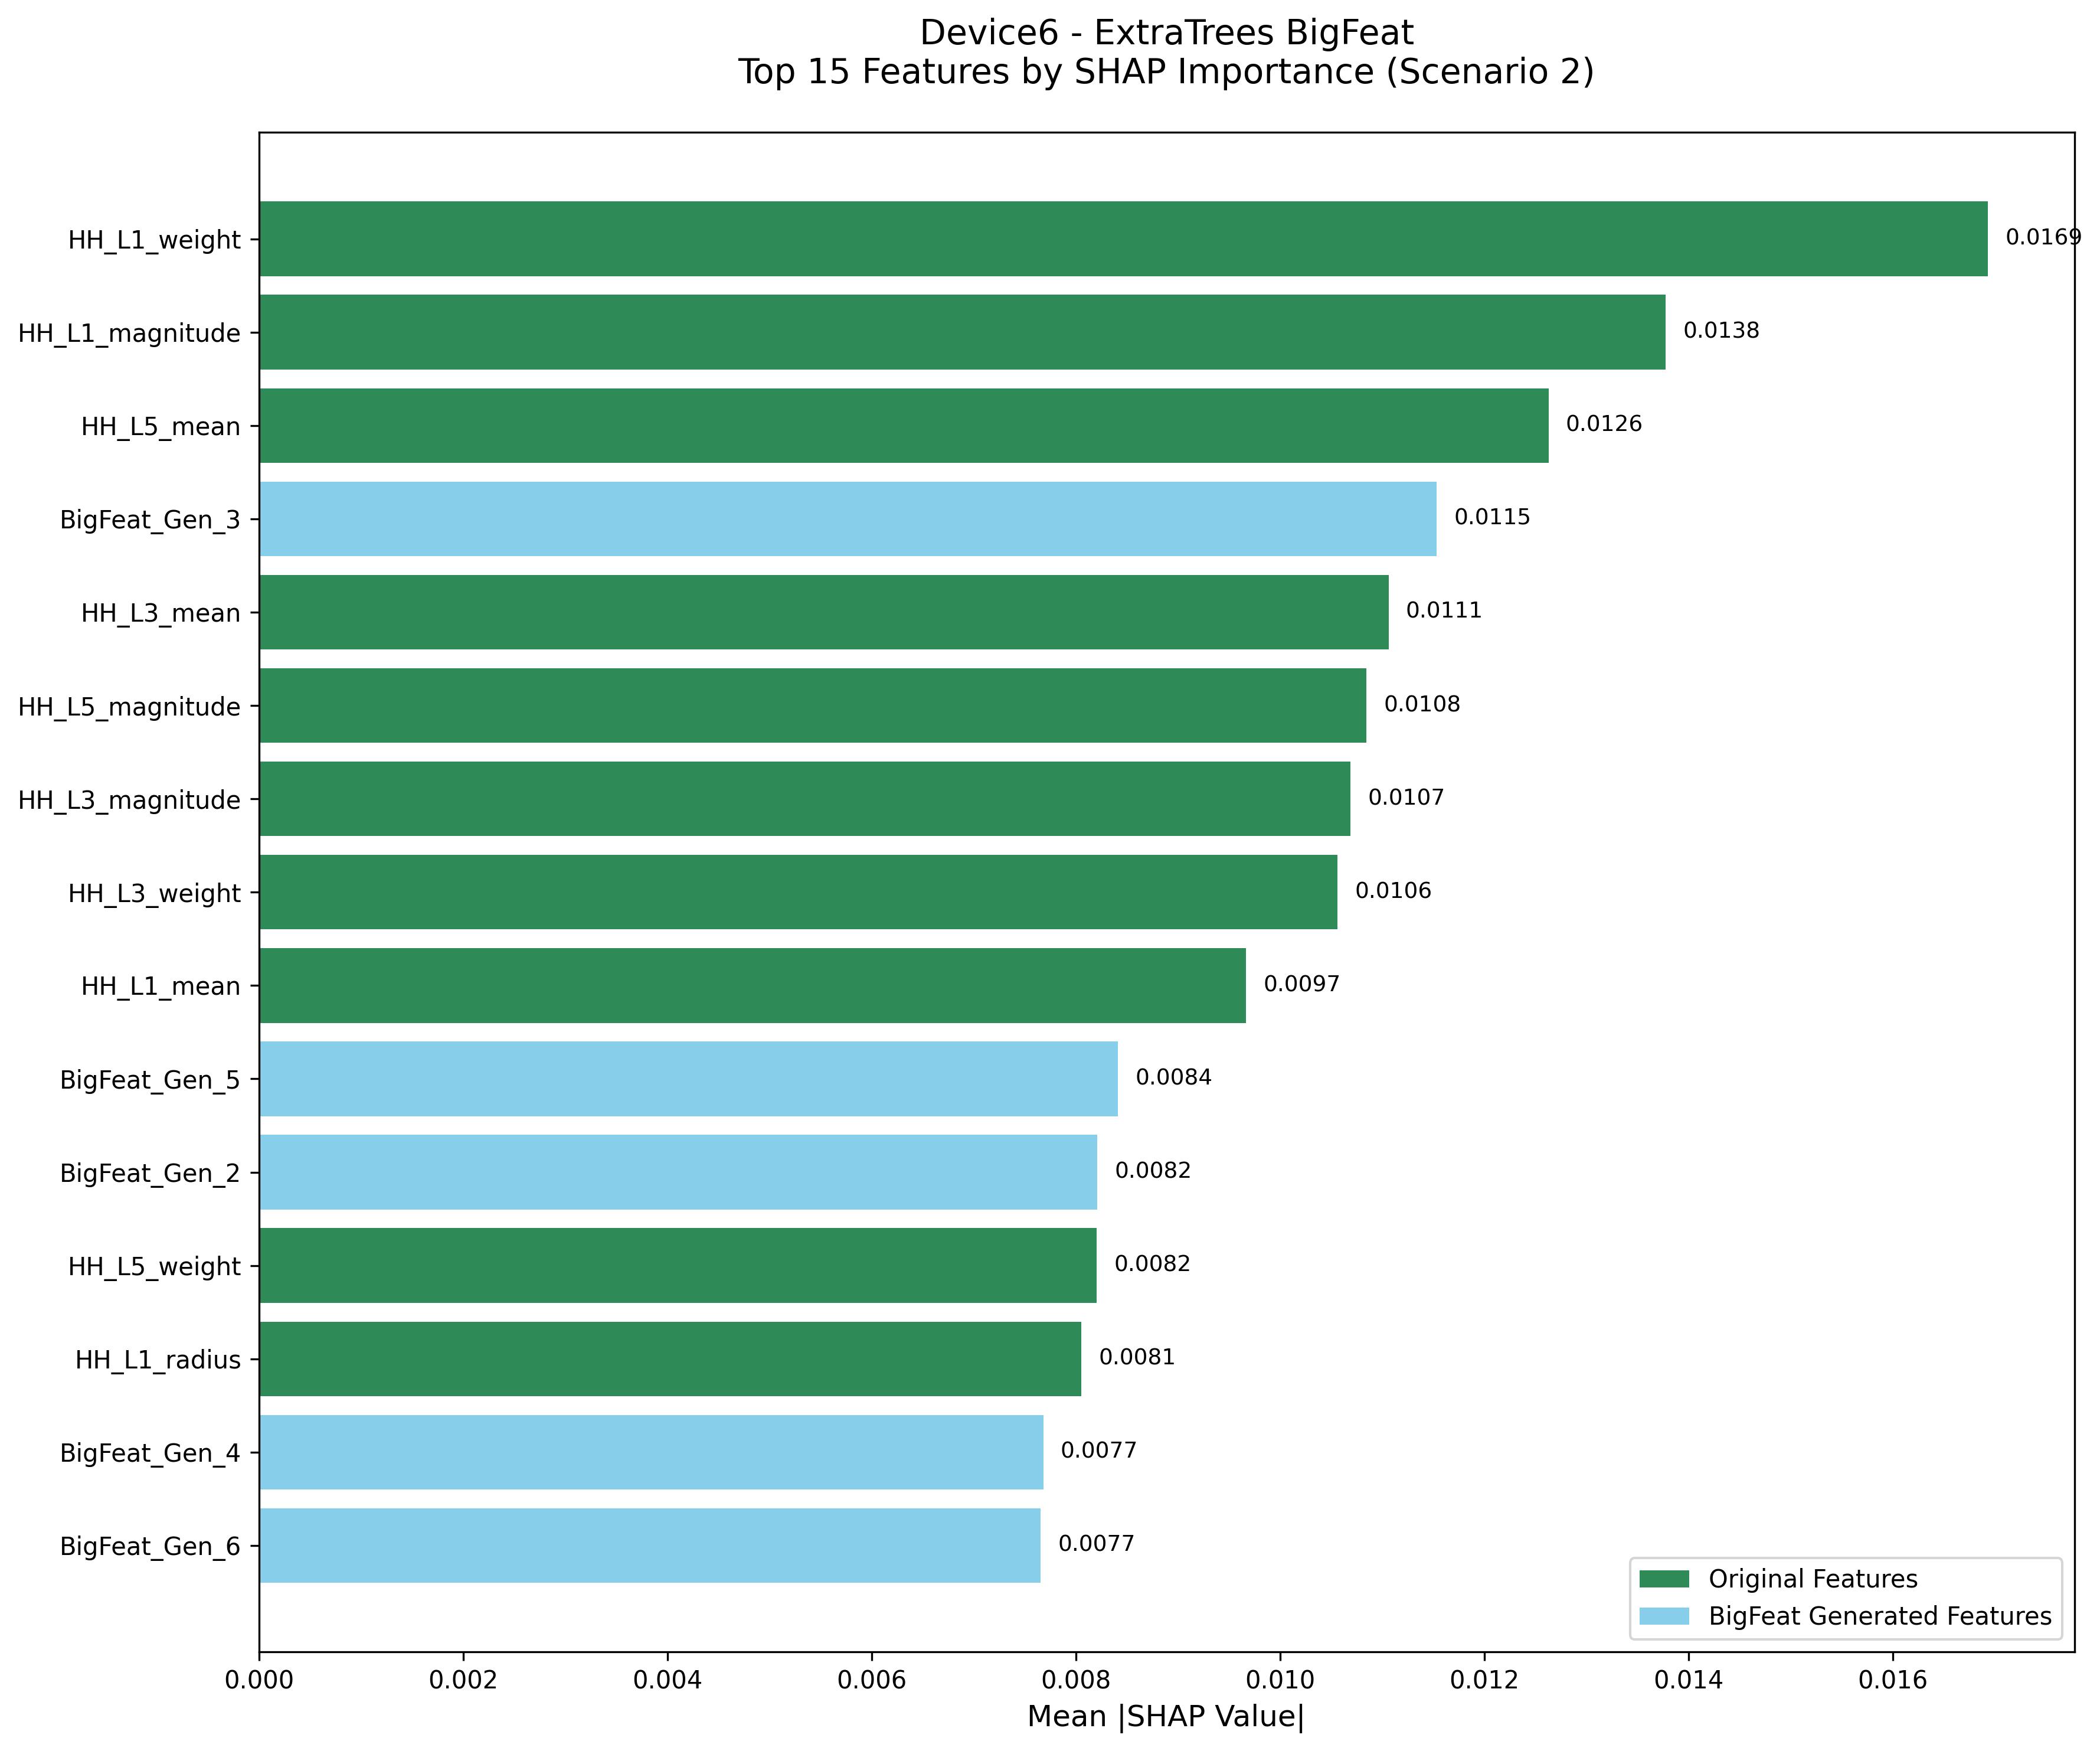 Device6 - ExtraTrees BigFeat
Top 15 Features by SHAP Importance (Scenario 2)
HH_L1_weight 0.0169
HH_L1_magnitude 0.0138
HH_L5_mean 0.0126
BigFeat_Gen_3 0.0115
HH_L3_mean 0.0111
HH_L5_magnitude 0.0108
HH_L3_magnitude 0.0107
HH_L3_weight 0.0106
HH_L1_mean 0.0097
BigFeat_Gen_5 0.0084
BigFeat_Gen_2 0.0082
HH_L5_weight 0.0082
HH_L1_radius 0.0081
BigFeat_Gen_4 0.0077
BigFeat_Gen_6 0.0077
Original Features
BigFeat Generated Features
0.000 0.002 0.004 0.006 0.008 0.010 0.012 0.014 0.016
Mean |SHAP Value|